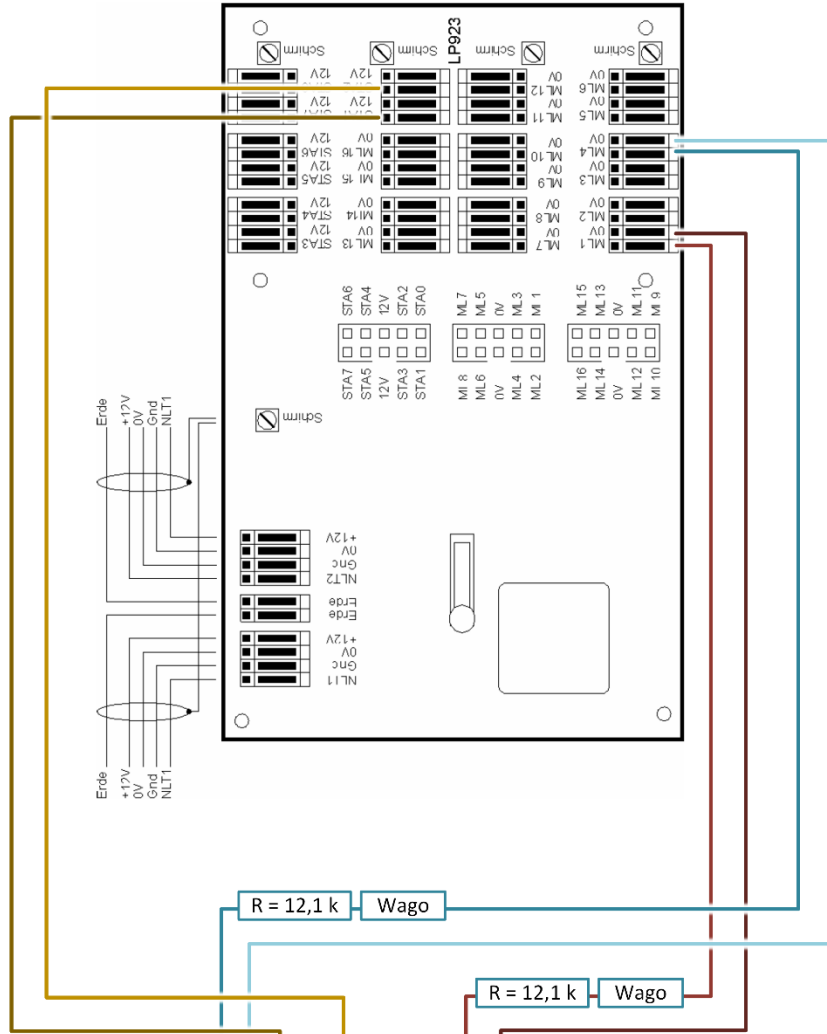 LP923
Schirm
Schirm
Schirm
Schirm
12V
12V
12V
STA6
12V
STA5
12V
STA4
12V
STA3
12V
12V
0V
ML16
0V
MI 15
0V
MI14
0V
ML13
0V
ML12
0V
ML11
0V
ML10
0V
ML9
0V
ML8
0V
ML7
0V
ML6
0V
ML5
0V
ML4
0V
ML3
0V
ML2
0V
ML1
STA6 STA4 12V STA2 STA0
STA7 STA5 12V STA3 STA1
ML7 ML5 0V ML3 MI 1
MI 8 ML6 0V ML4 ML2
ML15 ML13 0V ML11 MI 9
ML16 ML14 0V ML12 MI 10
Schirm
Erde
+12V
0V
Gnd
NLT1
+12V
0V
Gnc
NLT2
Erde
Erde
+12V
0V
Gnc
NLI1
Erde
+12V
0V
Gnd
NLT1
R = 12,1 k
Wago
R = 12,1 k
Wago